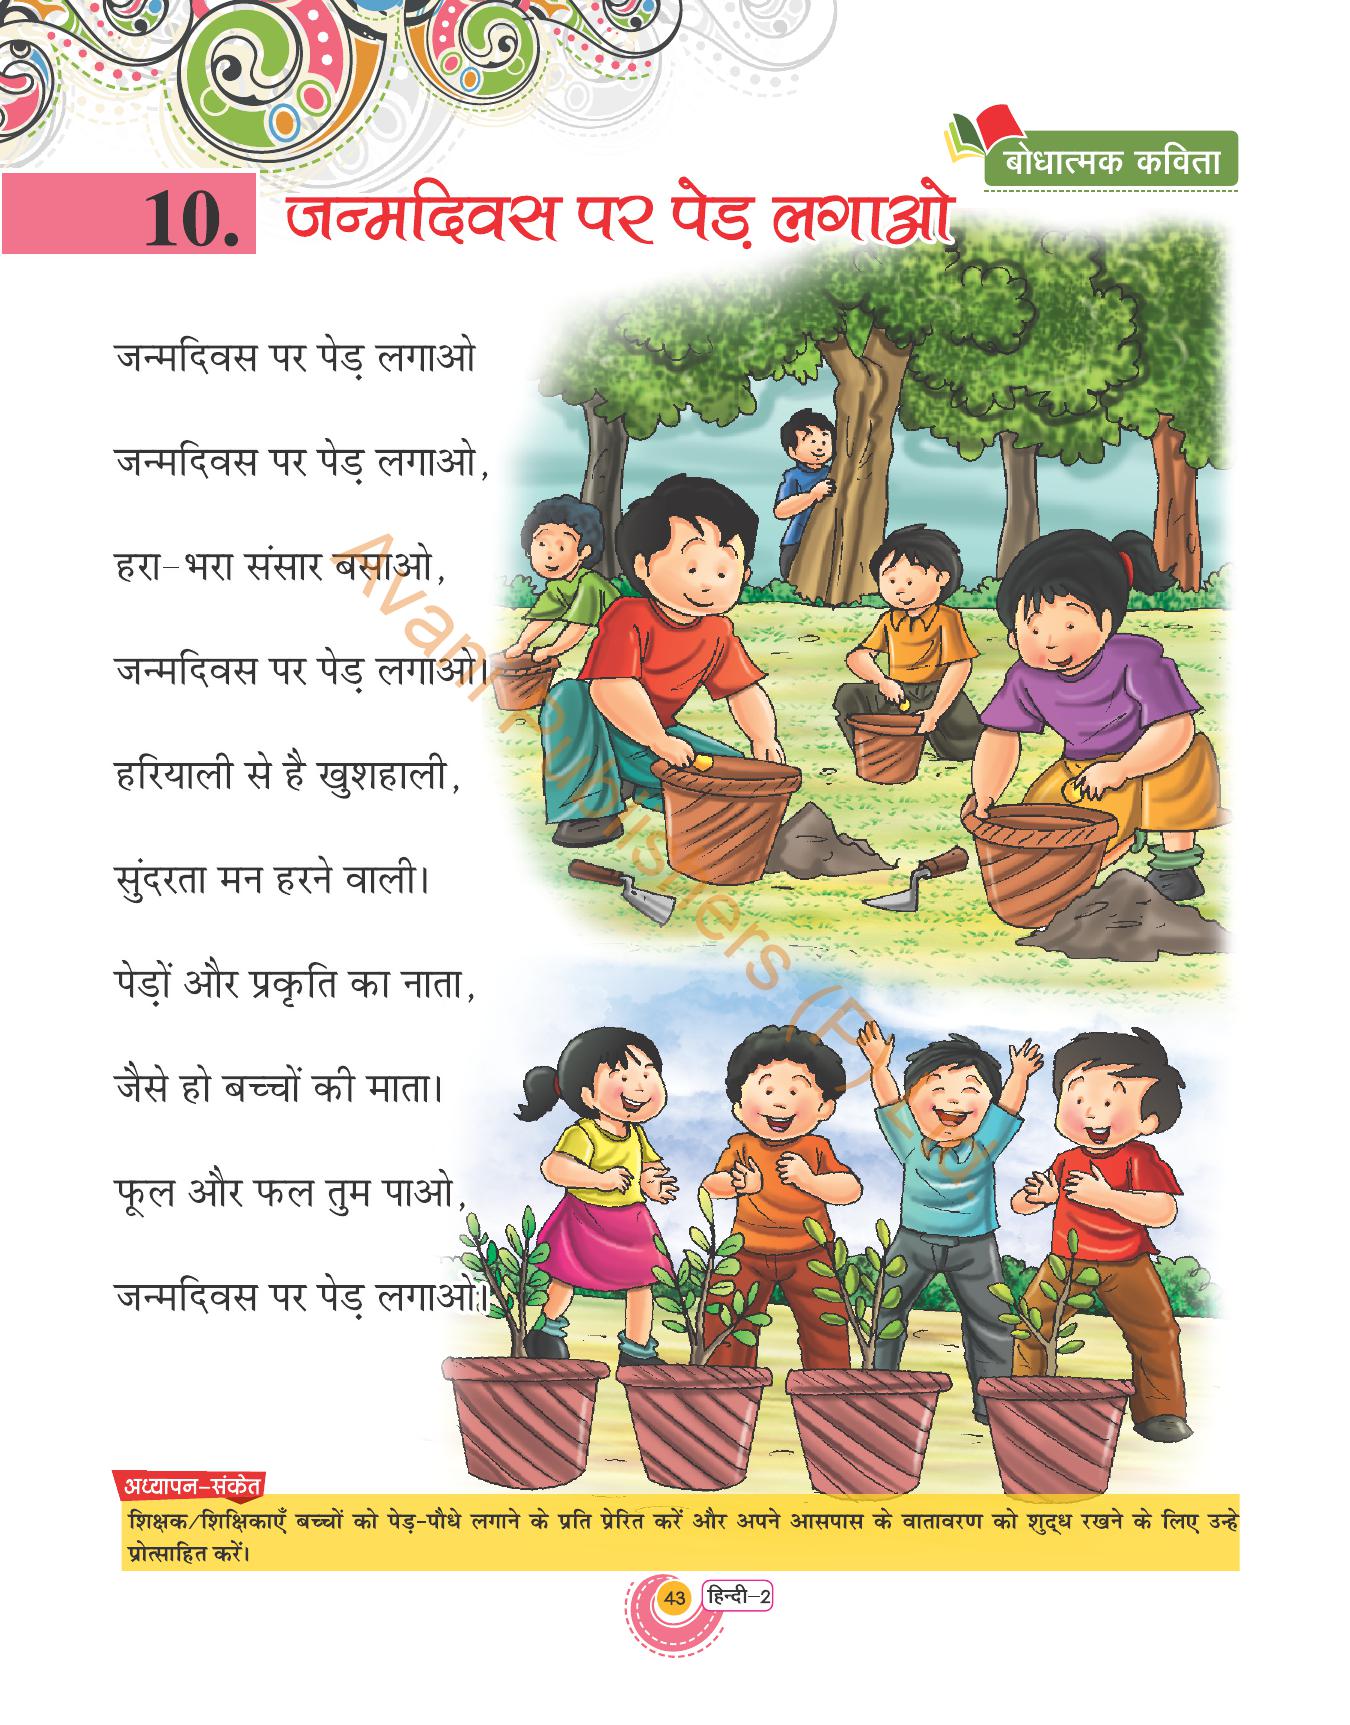 बोधात्मक कविता
10. जन्मदिवस पर पेड़ लगाओ
जन्मदिवस पर पेड़ लगाओ
जन्मदिवस पर पेड़ लगाओ,
हरा–भरा संसार बसाओ,
जन्मदिवस पर पेड़ लगाओ।
हरियाली से है खुशहाली,
सुंदरता मन हरने वाली।
पेड़ों और प्रकृति का नाता,
जैसे हो बच्चों की माता।
फूल और फल तुम पाओ,
जन्मदिवस पर पेड़ लगाओ।
Avani Publishers (P) Ltd.
अध्यापन–संकेत
शिक्षक/शिक्षिकाएँ बच्चों को पेड़-पौधे लगाने के प्रति प्रेरित करें और अपने आसपास के वातावरण को शुद्ध रखने के लिए उन्हे
प्रोत्साहित करें।
43 हिन्दी–2